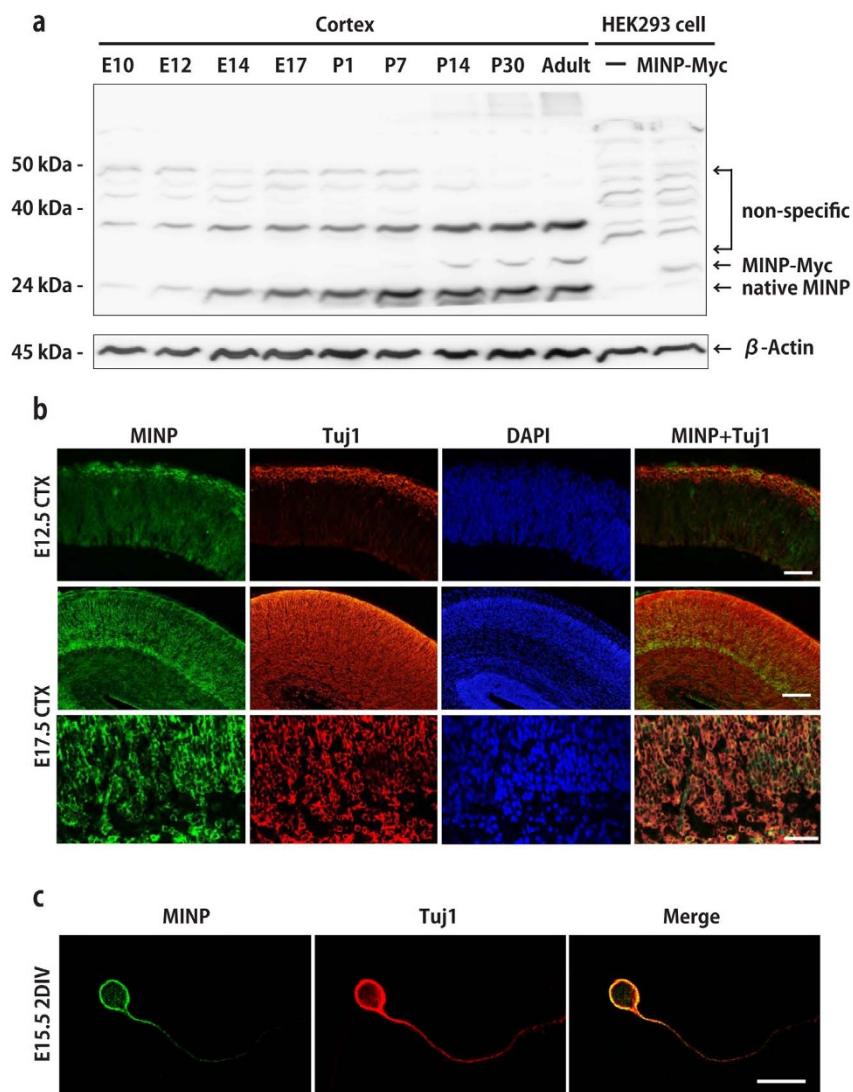 a
Cortex HEK293 cell
E10 E12 E14 E17 P1 P7 P14 P30 Adult — MINP-Myc
50 kDa -
40 kDa -
non-specific
← MINP-Myc
24 kDa - ← native MINP
45 kDa - ← β-Actin
b
MINP Tuj1 DAPI MINP+Tuj1
E12.5 CTX
E17.5 CTX
c
MINP Tuj1 Merge
E15.5 2DIV